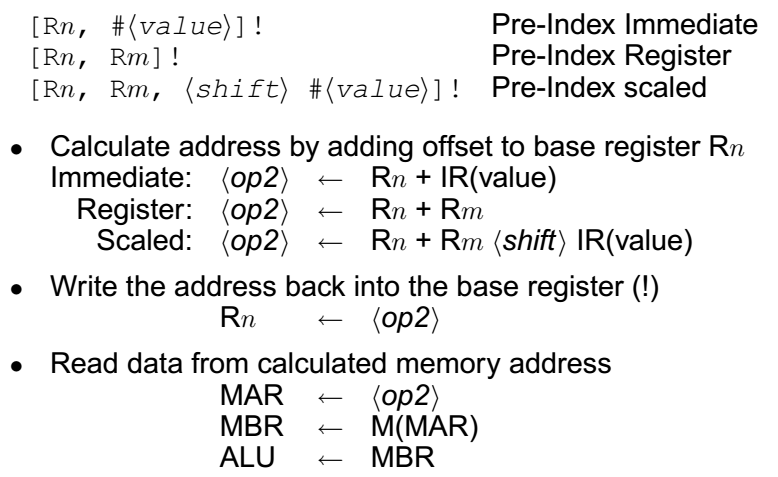 [Rn, #⟨value⟩]! Pre-Index Immediate
[Rn, Rm]! Pre-Index Register
[Rn, Rm, ⟨shift⟩ #⟨value⟩]! Pre-Index scaled
• Calculate address by adding offset to base register Rn
Immediate: ⟨op2⟩ ← Rn + IR(value)
Register: ⟨op2⟩ ← Rn + Rm
Scaled: ⟨op2⟩ ← Rn + Rm ⟨shift⟩ IR(value)
• Write the address back into the base register (!)
Rn ← ⟨op2⟩
• Read data from calculated memory address
MAR ← ⟨op2⟩
MBR ← M(MAR)
ALU ← MBR